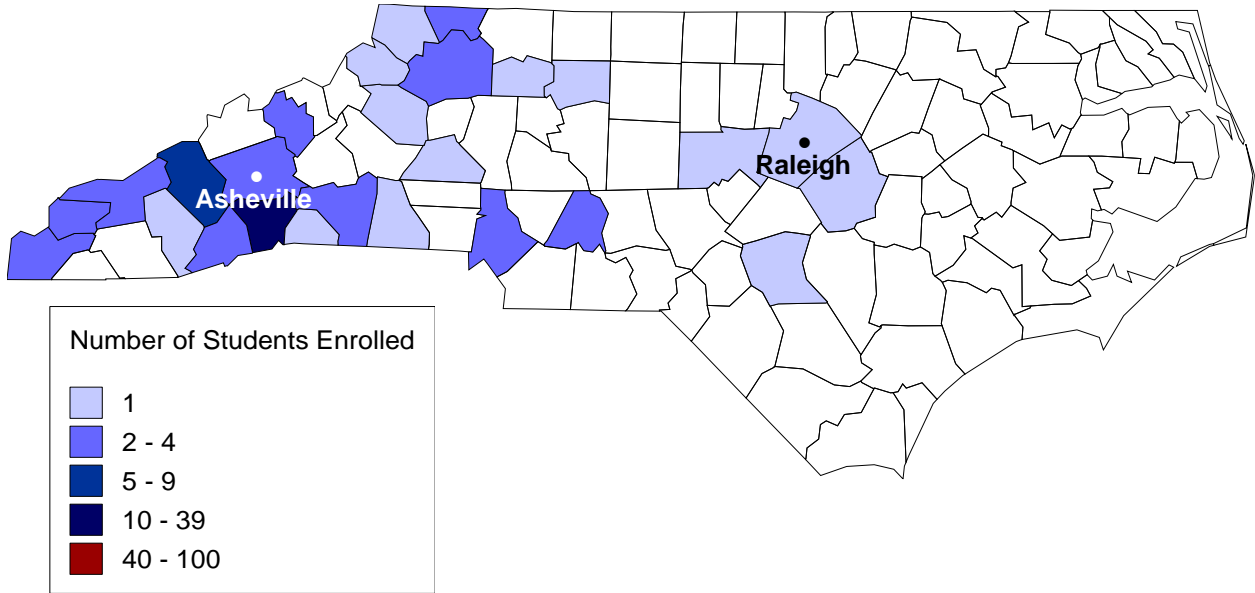 Raleigh
Asheville
Number of Students Enrolled
1
2 - 4
5 - 9
10 - 39
40 - 100